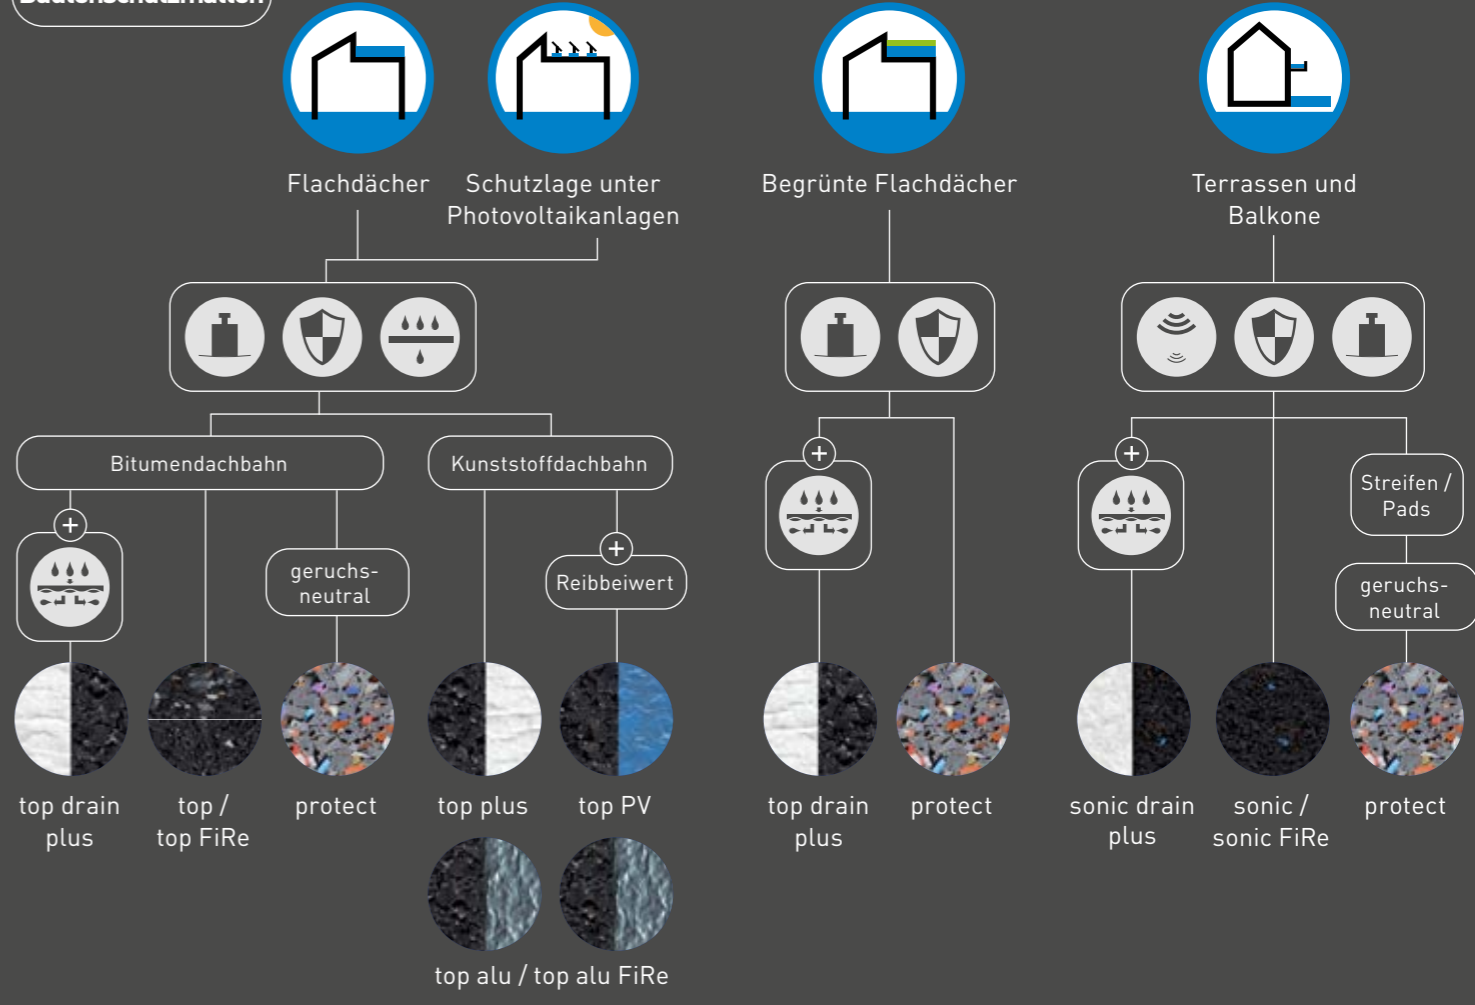 Bautenschutzmatten
Flachdächer
Schutzlage unter
Photovoltaikanlagen
Begrünte Flachdächer
Terrassen und
Balkone
Bitumendachbahn
Kunststoffdachbahn
+
+
Streifen /
Pads
+
+
geruchs-
neutral
Reibbeiwert
geruchs-
neutral
top drain
plus
top /
top FiRe
protect
top plus
top PV
top drain
plus
protect
sonic drain
plus
sonic /
sonic FiRe
protect
top alu / top alu FiRe